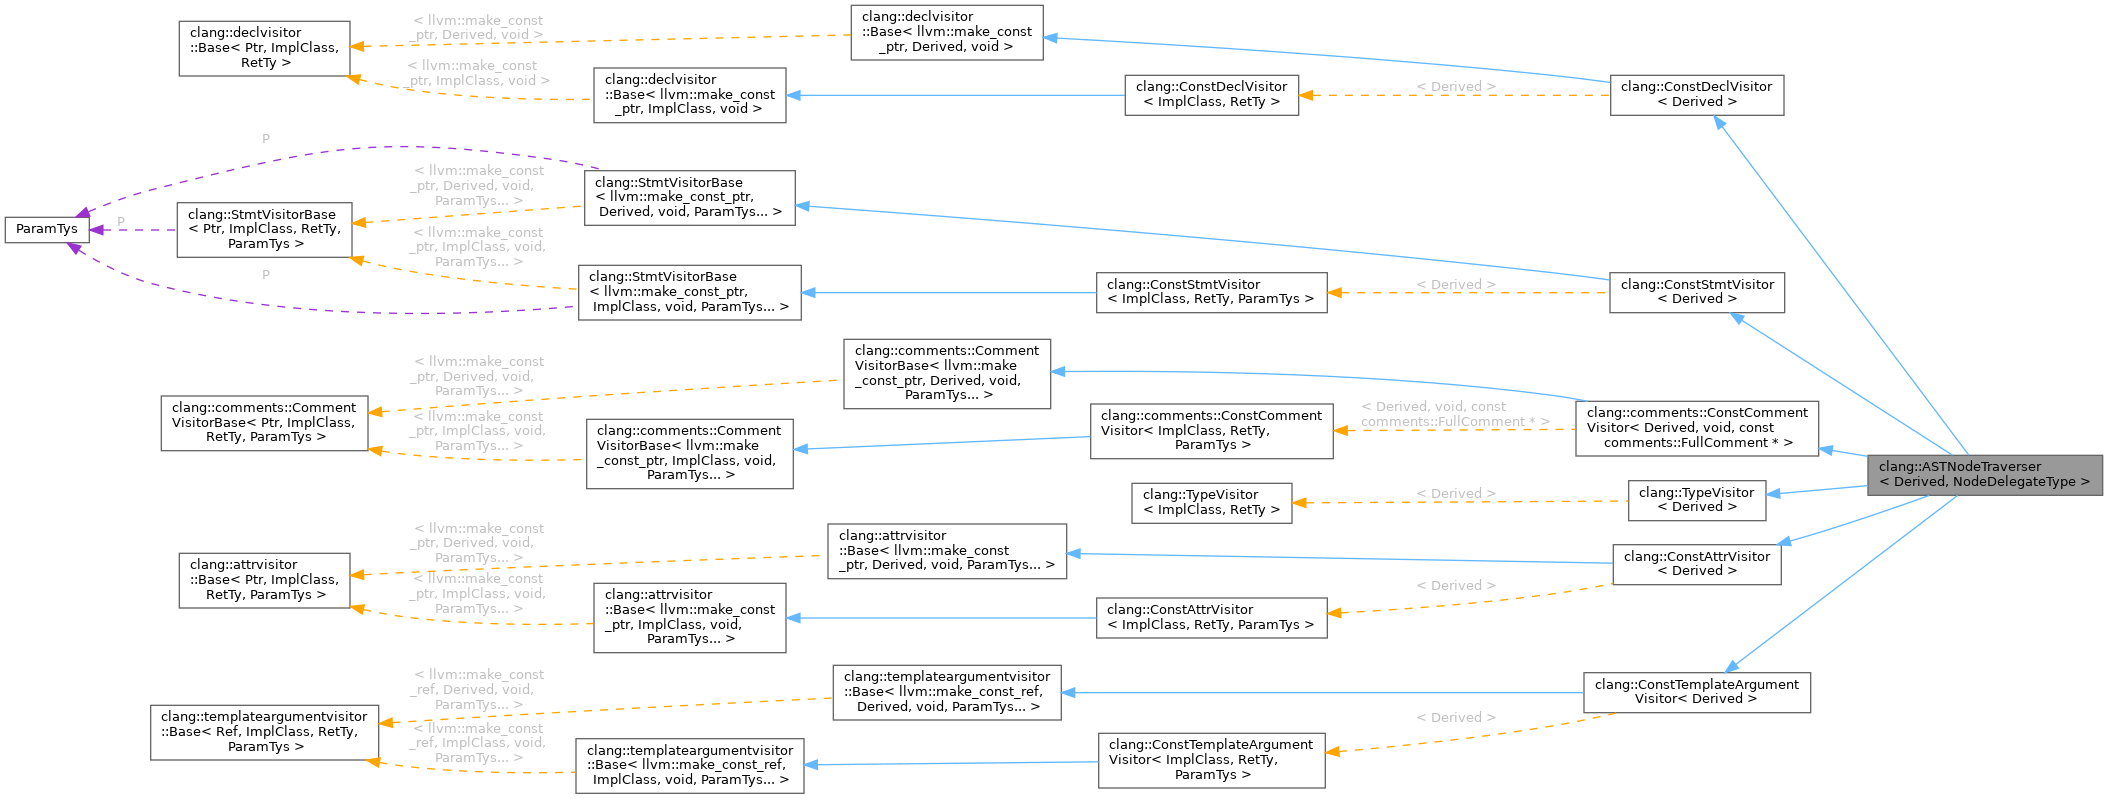 clang::declvisitor
::Base< Ptr, ImplClass,
RetTy >
< llvm::make_const
_ptr, Derived, void >
clang::declvisitor
::Base< llvm::make_const
_ptr, Derived, void >
< llvm::make_const
_ptr, ImplClass, void >
clang::declvisitor
::Base< llvm::make_const
_ptr, ImplClass, void >
clang::ConstDeclVisitor
< ImplClass, RetTy >
< Derived >
clang::ConstDeclVisitor
< Derived >
P
P
P
ParamTys
clang::StmtVisitorBase
< Ptr, ImplClass, RetTy,
ParamTys >
< llvm::make_const
_ptr, Derived, void,
ParamTys... >
clang::StmtVisitorBase
< llvm::make_const_ptr,
Derived, void, ParamTys... >
< llvm::make_const
_ptr, ImplClass, void,
ParamTys... >
clang::StmtVisitorBase
< llvm::make_const_ptr,
ImplClass, void, ParamTys... >
clang::ConstStmtVisitor
< ImplClass, RetTy, ParamTys >
< Derived >
clang::ConstStmtVisitor
< Derived >
clang::comments::Comment
VisitorBase< Ptr, ImplClass,
RetTy, ParamTys >
< llvm::make_const
_ptr, Derived, void,
ParamTys... >
clang::comments::Comment
VisitorBase< llvm::make
_const_ptr, Derived, void,
ParamTys... >
< llvm::make_const
_ptr, ImplClass, void,
ParamTys... >
clang::comments::Comment
VisitorBase< llvm::make
_const_ptr, ImplClass, void,
ParamTys... >
clang::comments::ConstComment
Visitor< ImplClass, RetTy,
ParamTys >
< Derived, void, const
comments::FullComment * >
clang::comments::ConstComment
Visitor< Derived, void, const
comments::FullComment * >
clang::ASTNodeTraverser
< Derived, NodeDelegateType >
clang::TypeVisitor
< ImplClass, RetTy >
< Derived >
clang::TypeVisitor
< Derived >
clang::attrvisitor
::Base< Ptr, ImplClass,
RetTy, ParamTys >
< llvm::make_const
_ptr, Derived, void,
ParamTys... >
clang::attrvisitor
::Base< llvm::make_const
_ptr, Derived, void, ParamTys... >
< llvm::make_const
_ptr, ImplClass, void,
ParamTys... >
clang::attrvisitor
::Base< llvm::make_const
_ptr, ImplClass, void,
ParamTys... >
clang::ConstAttrVisitor
< ImplClass, RetTy, ParamTys >
< Derived >
clang::ConstAttrVisitor
< Derived >
clang::templateargumentvisitor
::Base< Ref, ImplClass, RetTy,
ParamTys >
< llvm::make_const
_ref, Derived, void,
ParamTys... >
clang::templateargumentvisitor
::Base< llvm::make_const_ref,
Derived, void, ParamTys... >
< llvm::make_const
_ref, ImplClass, void,
ParamTys... >
clang::templateargumentvisitor
::Base< llvm::make_const_ref,
ImplClass, void, ParamTys... >
clang::ConstTemplateArgument
Visitor< ImplClass, RetTy,
ParamTys >
< Derived >
clang::ConstTemplateArgument
Visitor< Derived >